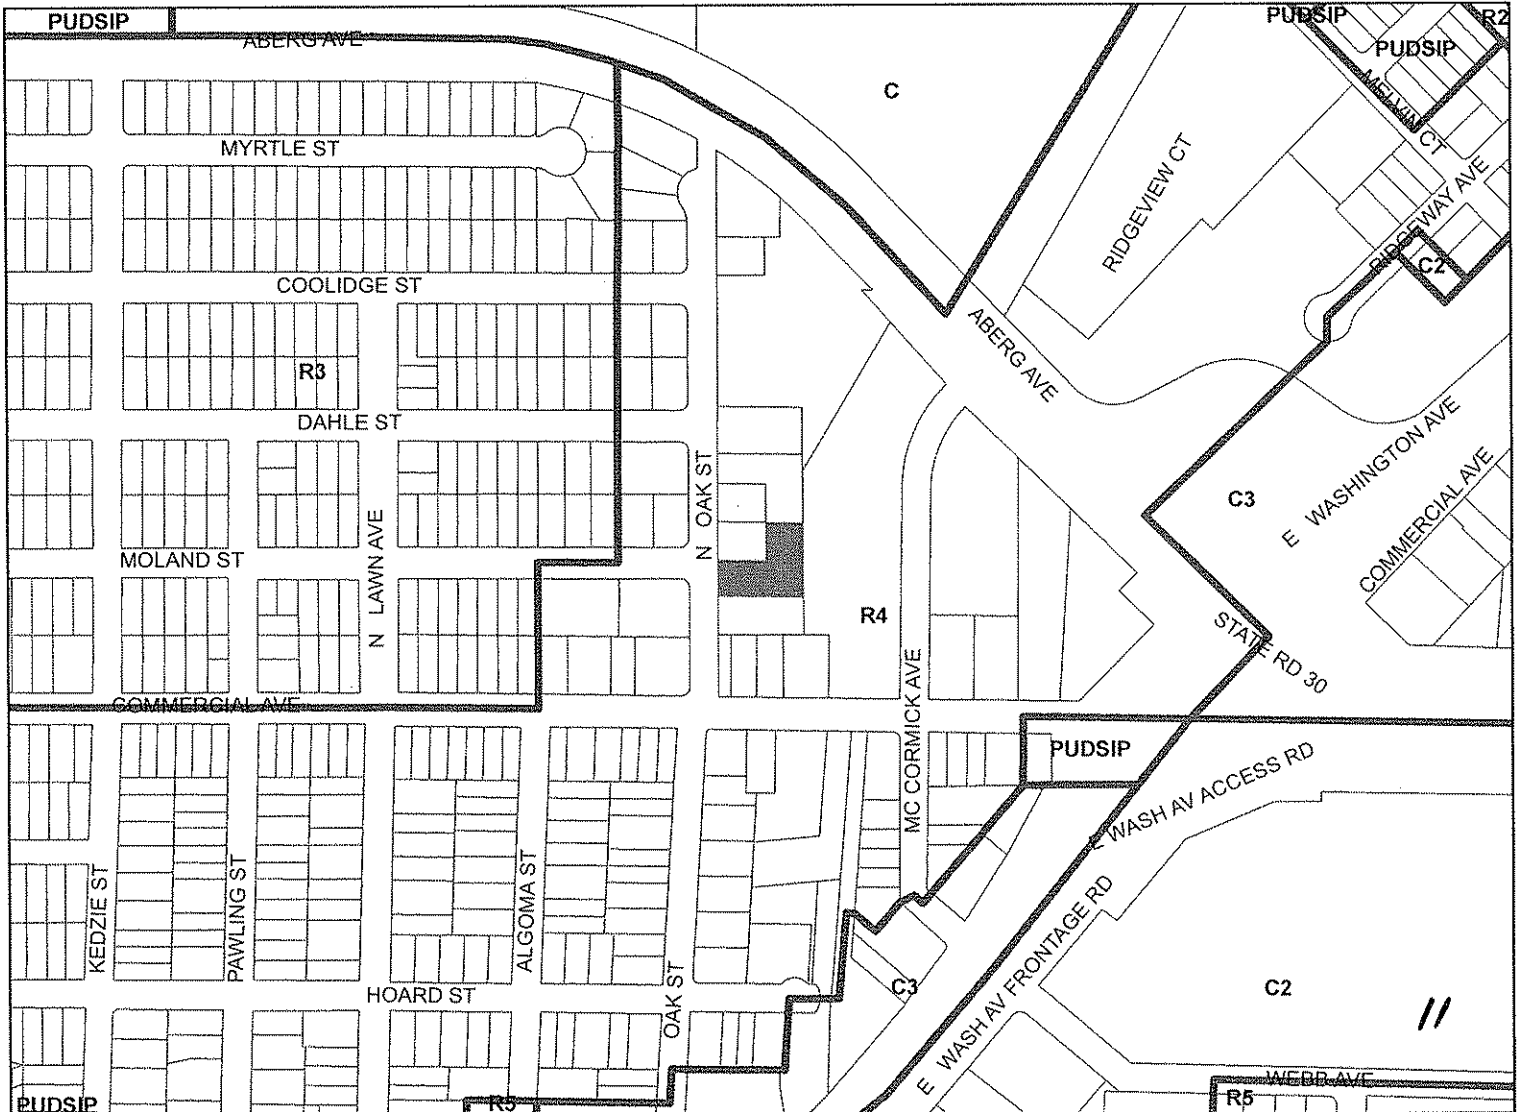 PUDSIP
ABERG AVE
PUDSIP
R2
PUDSIP
C
MELVIN CT
MYRTLE ST
RIDGEVIEW CT
RIDGEWAY AVE
C2
COOLIDGE ST
ABERG AVE
R3
DAHLE ST
E WASHINGTON AVE
COMMERCIAL AVE
C3
N OAK ST
MOLAND ST
N LAWN AVE
R4
STATE RD 30
MC CORMICK AVE
COMMERCIAL AVE
PUDSIP
E WASH AV ACCESS RD
KEDZIE ST
PAWLING ST
ALGOMA ST
E WASH AV FRONTAGE RD
OAK ST
HOARD ST
C3
C2
11
WEBB AVE
PUDSIP
R5
R5